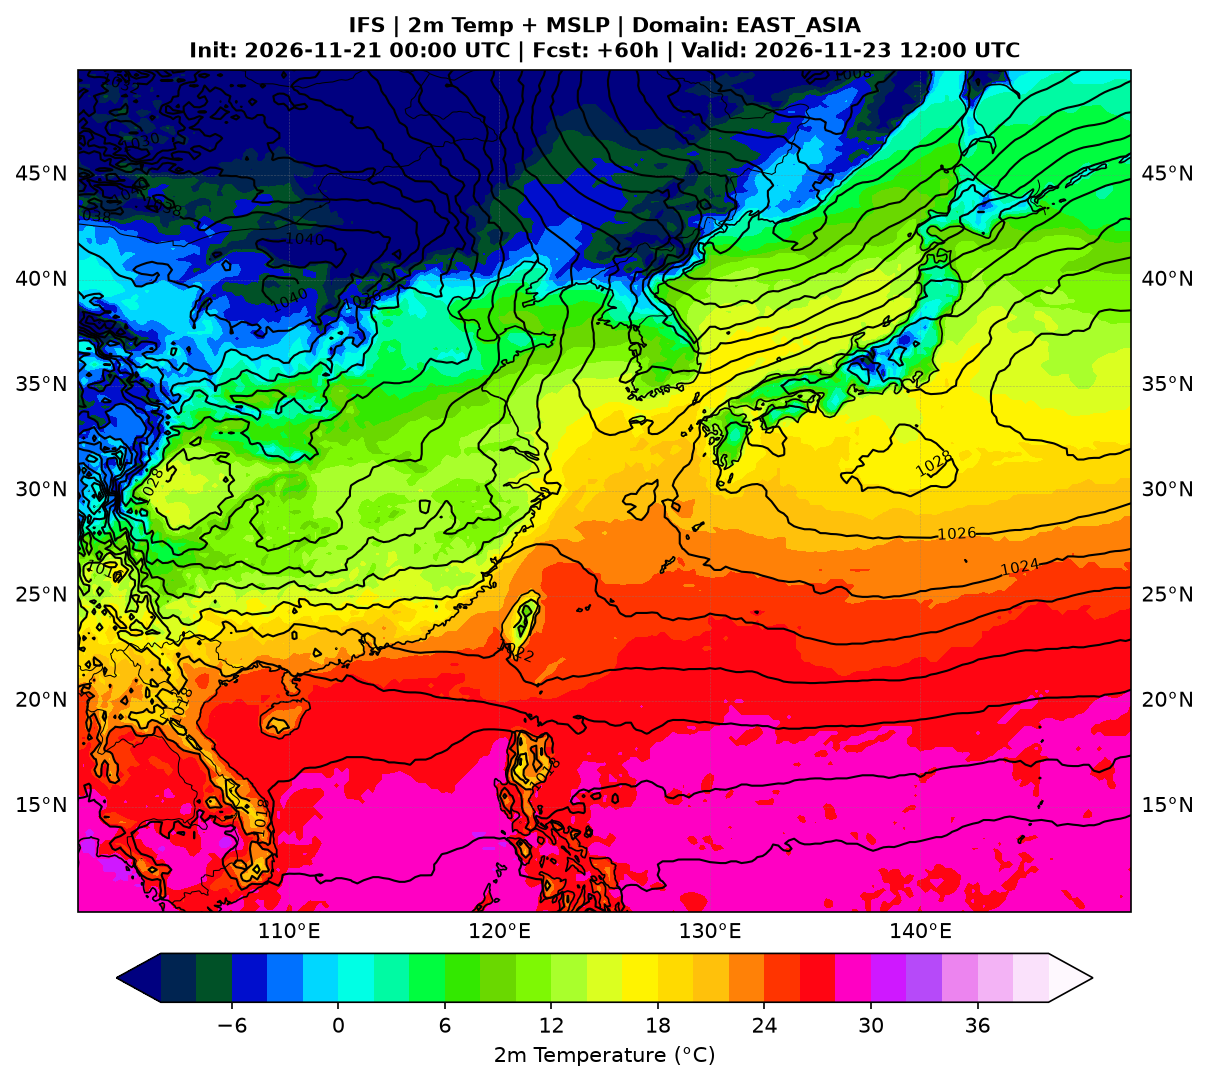 IFS | 2m Temp + MSLP | Domain: EAST_ASIA
Init: 2026-11-21 00:00 UTC | Fcst: +60h | Valid: 2026-11-23 12:00 UTC
1008
45°N
45°N
1038
1040
40°N
40°N
1040
35°N
35°N
1028
1028
30°N
30°N
1026
1024
25°N
25°N
1018
20°N
20°N
1018
1018
15°N
15°N
110°E
120°E
130°E
140°E
−6
0
6
12
18
24
30
36
2m Temperature (°C)